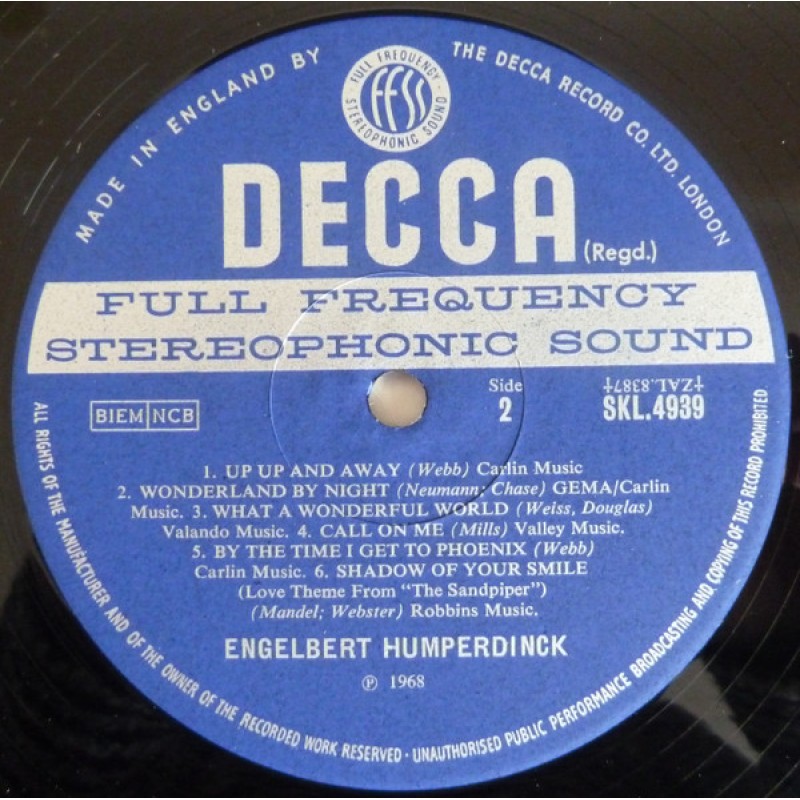 MADE IN ENGLAND BY THE DECCA RECORD CO. LTD. LONDON
FULL FREQUENCY · STEREOPHONIC SOUND ·
FFSS
DECCA (Regd.)
FULL FREQUENCY
STEREOPHONIC SOUND
BIEM NCB
Side
2
‡ZAL.8387‡
SKL.4939
1. UP UP AND AWAY (Webb) Carlin Music
2. WONDERLAND BY NIGHT (Neumann; Chase) GEMA/Carlin
Music. 3. WHAT A WONDERFUL WORLD (Weiss, Douglas)
Valando Music. 4. CALL ON ME (Mills) Valley Music.
5. BY THE TIME I GET TO PHOENIX (Webb)
Carlin Music. 6. SHADOW OF YOUR SMILE
(Love Theme From "The Sandpiper")
(Mandel; Webster) Robbins Music.
ENGELBERT HUMPERDINCK
℗ 1968
ALL RIGHTS OF THE MANUFACTURER AND OF THE OWNER OF THE RECORDED WORK RESERVED · UNAUTHORISED PUBLIC PERFORMANCE BROADCASTING AND COPYING OF THIS RECORD PROHIBITED